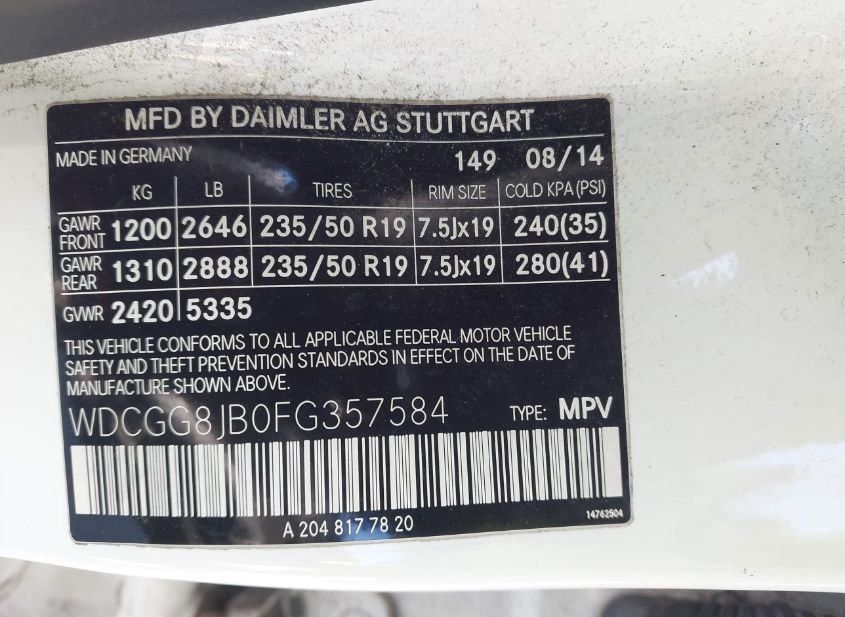 MFD BY DAIMLER AG STUTTGART
MADE IN GERMANY 149 08/14
KG LB TIRES RIM SIZE COLD KPA (PSI)
GAWR FRONT 1200 2646 235/50 R19 7.5Jx19 240(35)
GAWR REAR 1310 2888 235/50 R19 7.5Jx19 280(41)
GVWR 2420 5335
THIS VEHICLE CONFORMS TO ALL APPLICABLE FEDERAL MOTOR VEHICLE
SAFETY AND THEFT PREVENTION STANDARDS IN EFFECT ON THE DATE OF
MANUFACTURE SHOWN ABOVE.
WDCGG8JB0FG357584 TYPE: MPV
A 204 817 78 20 14762504